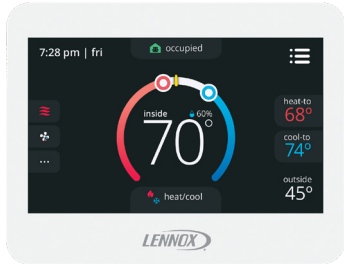 7:28 pm | fri
occupied
inside
60%
70°
heat-to
68°
cool-to
74°
outside
45°
heat/cool
LENNOX